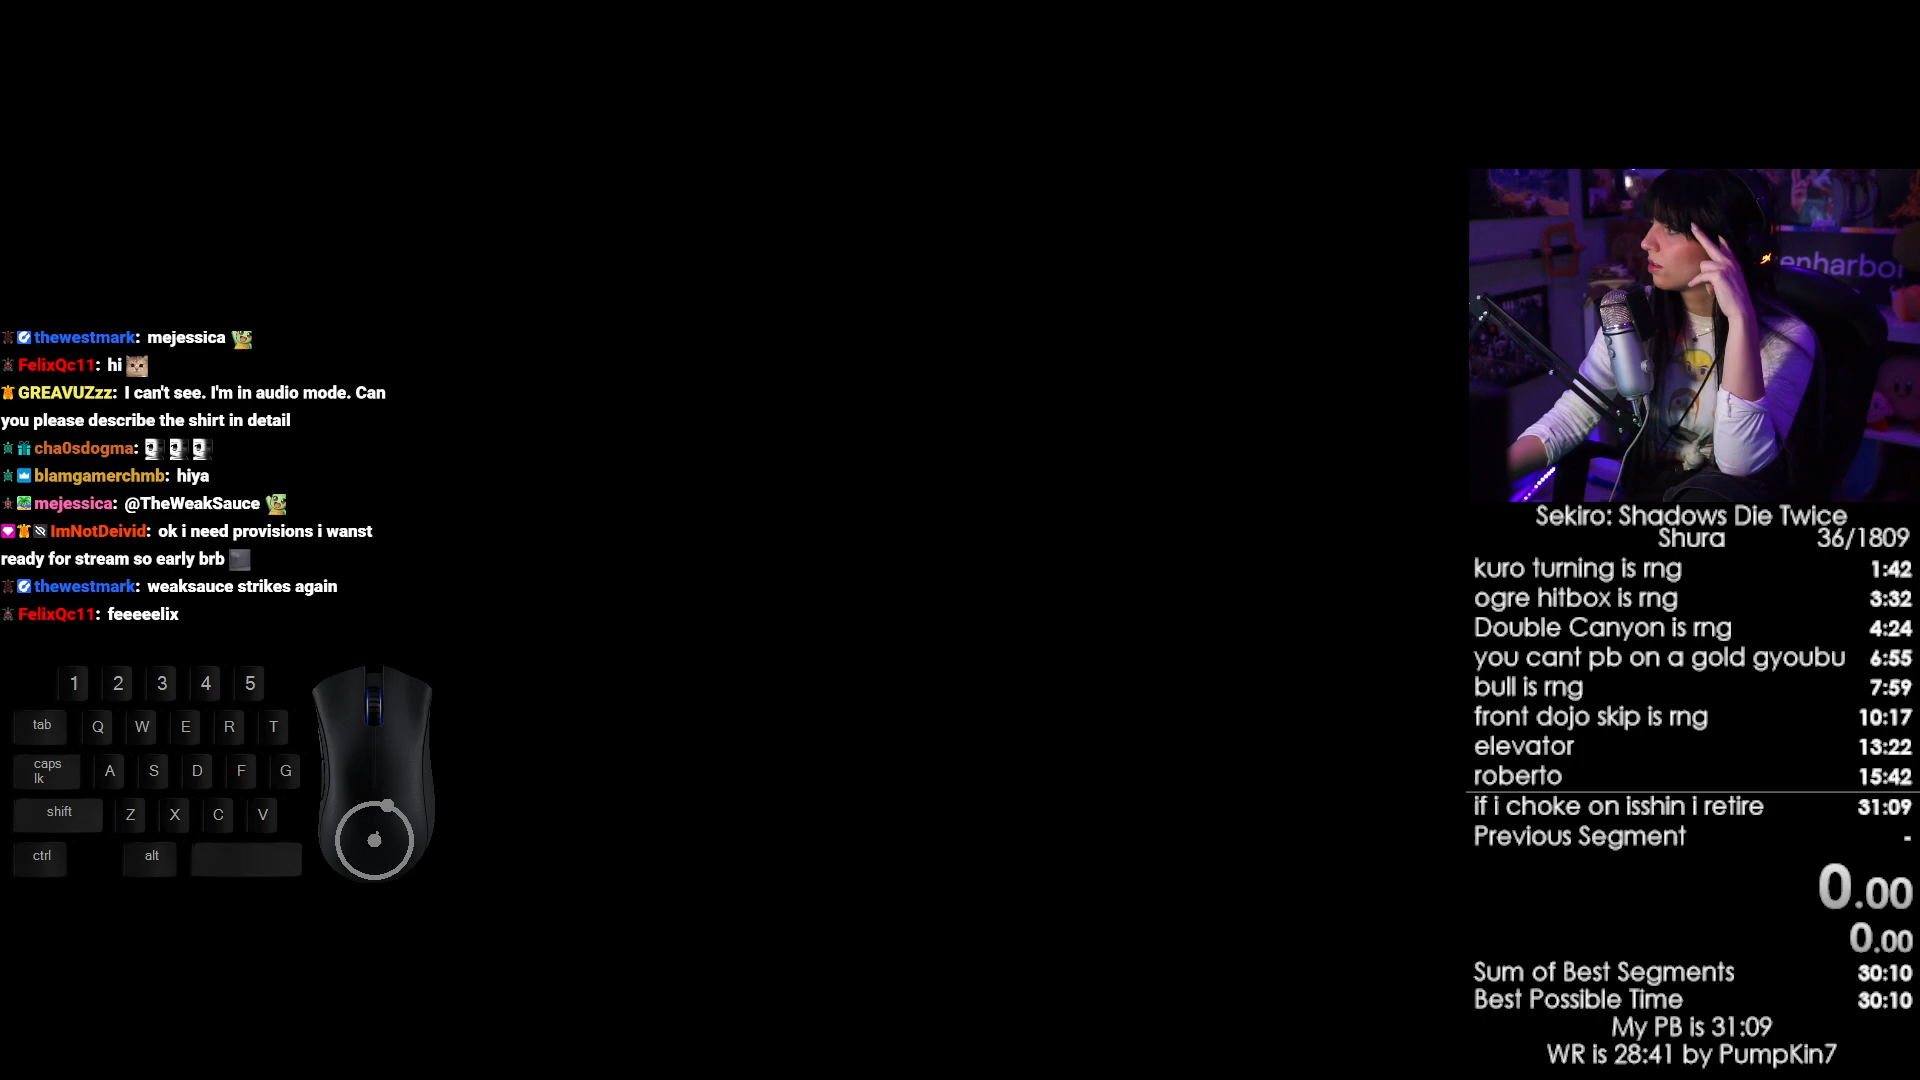 thewestmark: mejessica
FelixQc11: hi
GREAVUZzz: I can't see. I'm in audio mode. Can
you please describe the shirt in detail
cha0sdogma:
blamgamerchmb: hiya
mejessica: @TheWeakSauce
ImNotDeivid: ok i need provisions i wanst
ready for stream so early brb
thewestmark: weaksauce strikes again
FelixQc11: feeeeelix
1 2 3 4 5
tab Q W E R T
caps
lk
A S D F G
shift Z X C V
ctrl alt
enharbo
Sekiro: Shadows Die Twice
Shura 36/1809
kuro turning is rng 1:42
ogre hitbox is rng 3:32
Double Canyon is rng 4:24
you cant pb on a gold gyoubu 6:55
bull is rng 7:59
front dojo skip is rng 10:17
elevator 13:22
roberto 15:42
if i choke on isshin i retire 31:09
Previous Segment -
0.00
0.00
Sum of Best Segments 30:10
Best Possible Time 30:10
My PB is 31:09
WR is 28:41 by PumpKin7